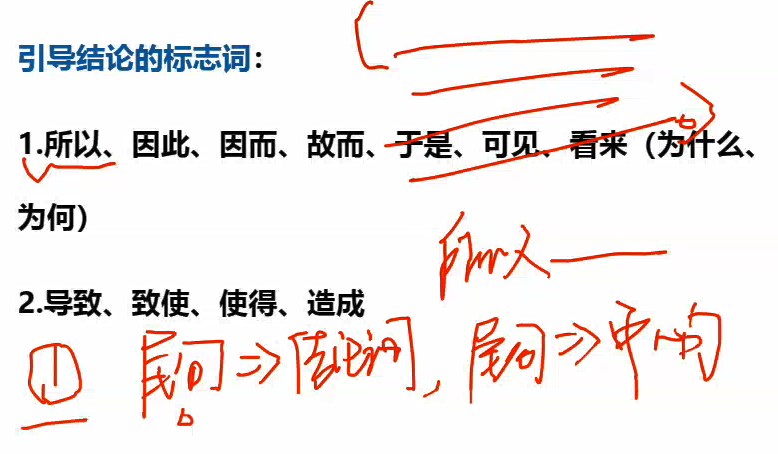 引导结论的标志词：
1.所以、因此、因而、故而、于是、可见、看来（为什么、
为何）
所以
2.导致、致使、使得、造成
① 尾句⇒结论词，尾句⇒中心句